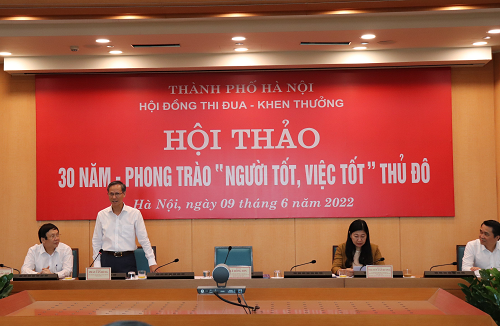 THÀNH PHỐ HÀ NỘI
HỘI ĐỒNG THI ĐUA - KHEN THƯỞNG
HỘI THẢO
30 NĂM - PHONG TRÀO "NGƯỜI TỐT, VIỆC TỐT" THỦ ĐÔ
Hà Nội, ngày 09 tháng 6 năm 2022